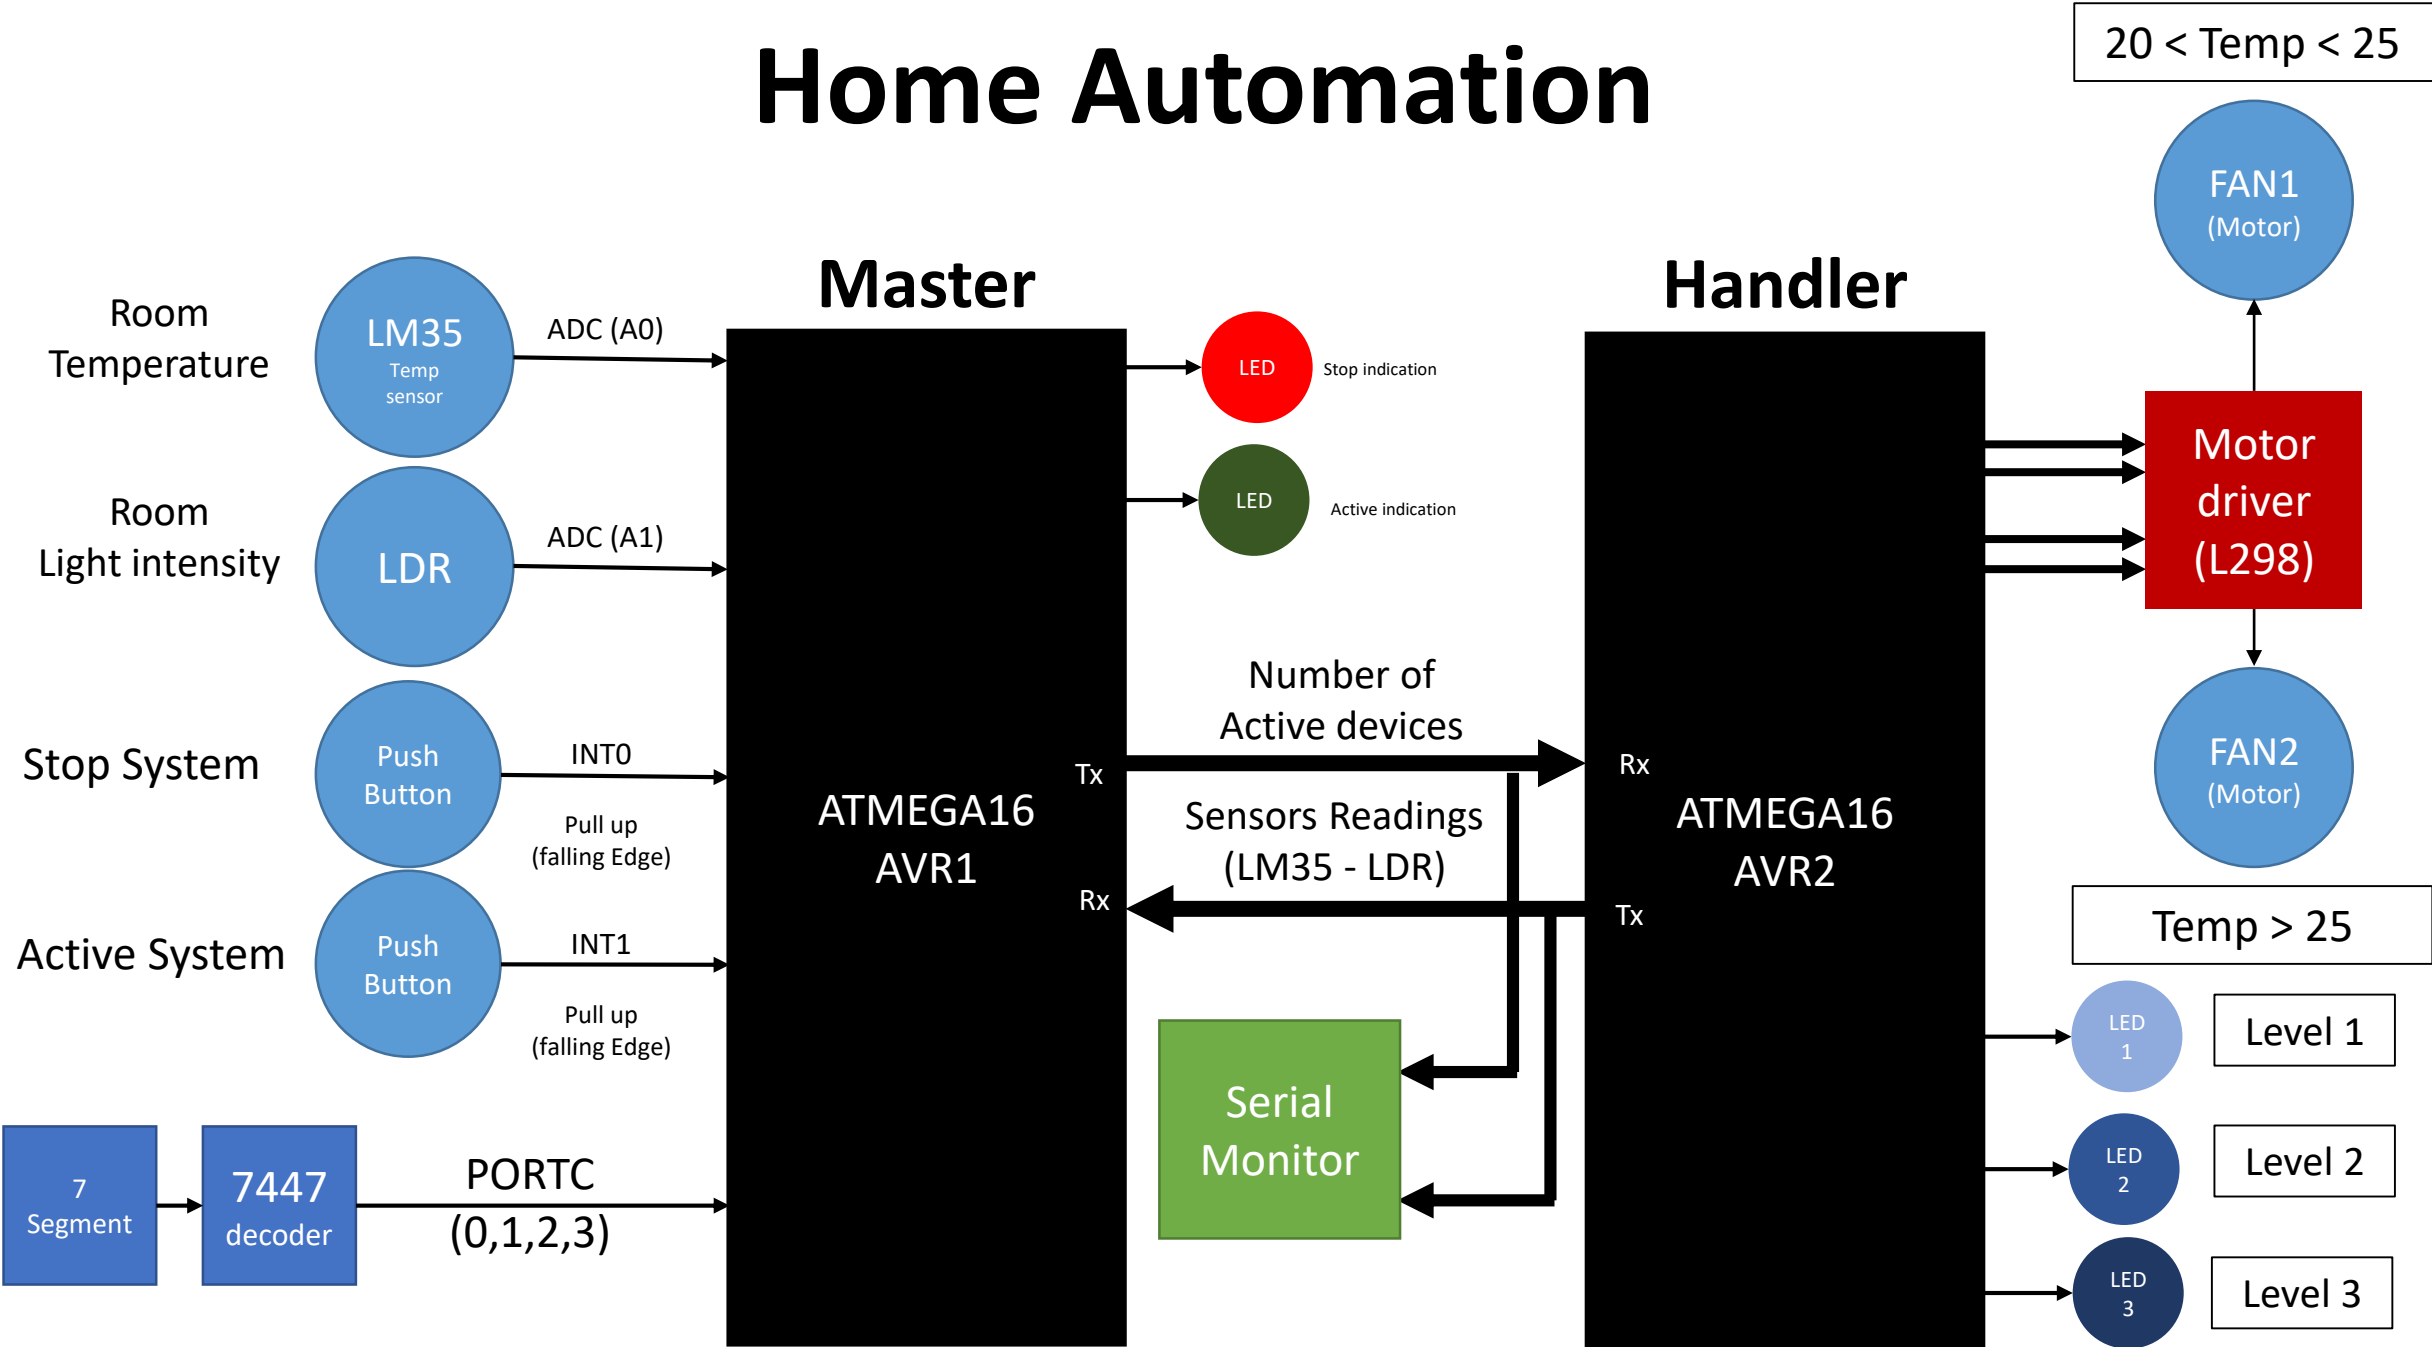 Home Automation
20 < Temp < 25
FAN1
(Motor)
Master
Handler
Room
Temperature
LM35
Temp
sensor
ADC (A0)
LED
Stop indication
Room
Light intensity
LDR
ADC (A1)
LED
Active indication
Motor
driver
(L298)
Stop System
Push
Button
INT0
Pull up
(falling Edge)
Number of
Active devices
Tx
Rx
ATMEGA16
AVR1
Sensors Readings
(LM35 - LDR)
ATMEGA16
AVR2
Rx
Tx
FAN2
(Motor)
Temp > 25
Active System
Push
Button
INT1
Pull up
(falling Edge)
Serial
Monitor
LED
1
Level 1
LED
2
Level 2
LED
3
Level 3
7
Segment
7447
decoder
PORTC
(0,1,2,3)